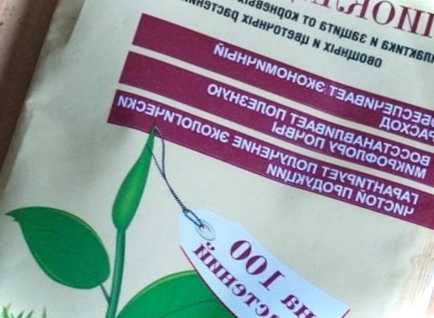 и защита от корневых
овощных и цветочных растений
ОБЕСПЕЧИВАЕТ ЭКОНОМИЧНЫЙ
РАСХОД
ВОССТАНАВЛИВАЕТ ПОЛЕЗНУЮ
МИКРОФЛОРУ ПОЧВЫ
ГАРАНТИРУЕТ ПОЛУЧЕНИЕ ЭКОЛОГИЧЕСКИ
ЧИСТОЙ ПРОДУКЦИИ
на 100
растений